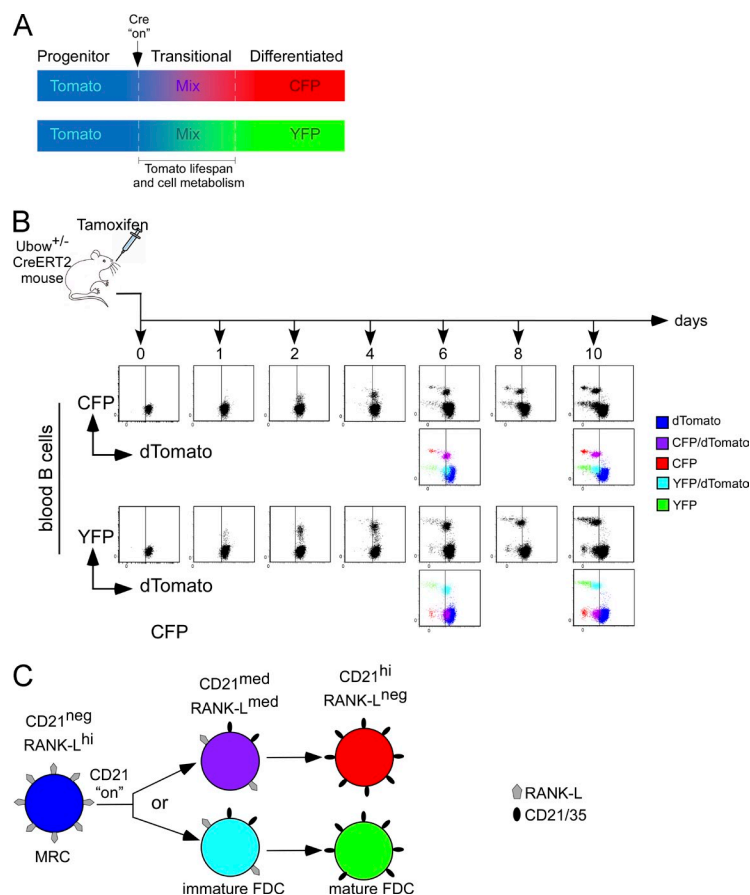 A
Cre
"on"
Progenitor Transitional Differentiated
Tomato Mix CFP
Tomato Mix YFP
Tomato lifespan
and cell metabolism
B
Tamoxifen
Ubow+/-
CreERT2
mouse
days
0 1 2 4 6 8 10
blood B cells
CFP
dTomato
dTomato
CFP/dTomato
CFP
YFP/dTomato
YFP
YFP
dTomato
CFP
C
CD21neg
RANK-Lhi
CD21
"on"
or
MRC
CD21med
RANK-Lmed
CD21hi
RANK-Lneg
immature FDC
mature FDC
RANK-L
CD21/35